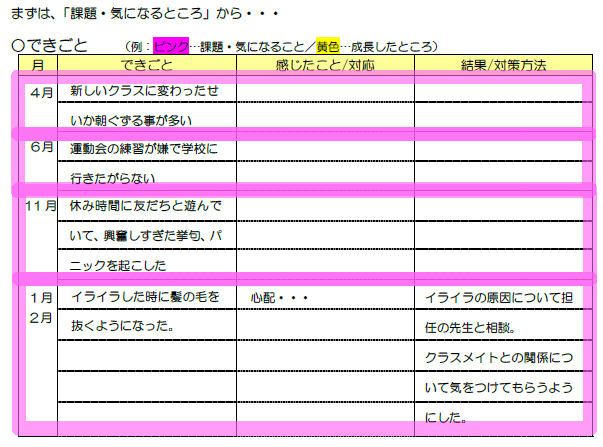 まずは、「課題・気になるところ」から・・・
○できごと　（例：ピンク…課題・気になること／黄色…成長したところ）
月　できごと　感じたこと/対応　結果/対策方法
4月　新しいクラスに変わったせ
いか朝ぐずる事が多い
6月　運動会の練習が嫌で学校に
行きたがらない
11月　休み時間に友だちと遊んで
いて、興奮しすぎた挙句、パ
ニックを起こした
1月　イライラした時に髪の毛を　心配・・・　イライラの原因について担
2月　抜くようになった。　任の先生と相談。
クラスメイトとの関係につ
いて気をつけてもらうよう
にした。